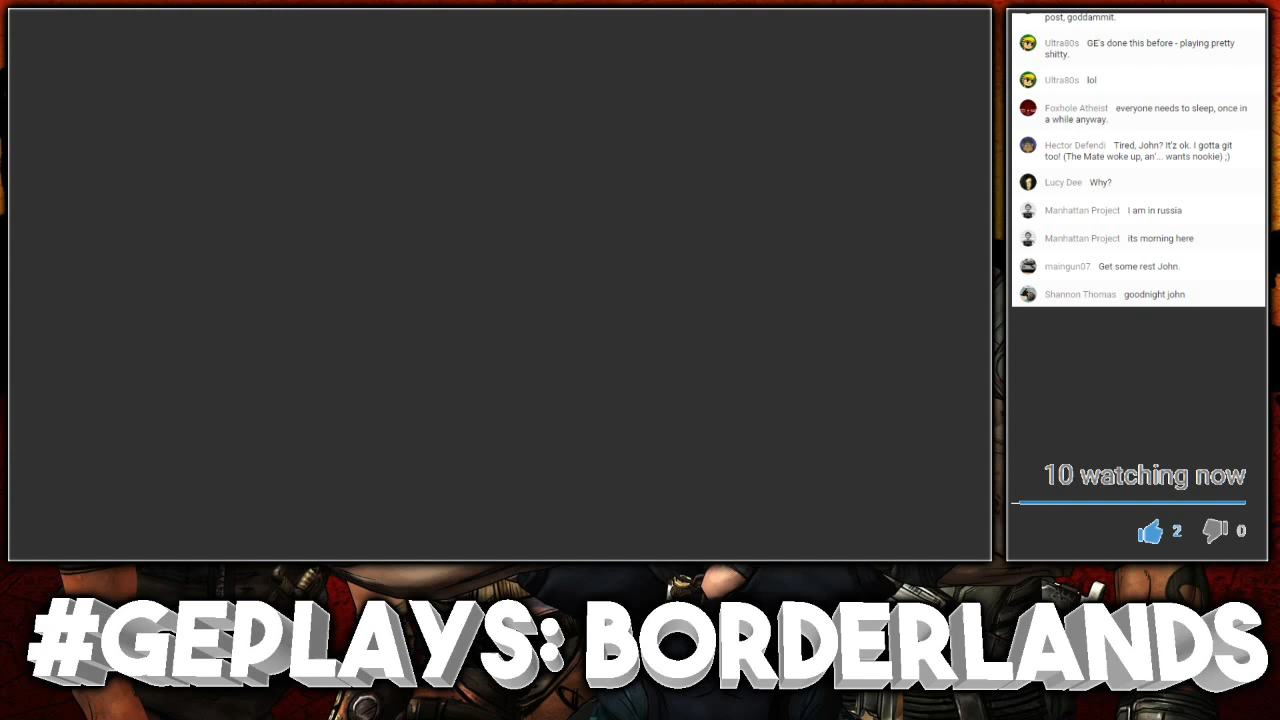 post, goddammit.
Ultra80s GE's done this before - playing pretty
shitty.
Ultra80s lol
Foxhole Atheist everyone needs to sleep, once in
a while anyway.
Hector Defendi Tired, John? It'z ok. I gotta git
too! (The Mate woke up, an'... wants nookie) ;)
Lucy Dee Why?
Manhattan Project I am in russia
Manhattan Project its morning here
maingun07 Get some rest John.
Shannon Thomas goodnight john
10 watching now
2 0
#GEPLAYS: BORDERLANDS